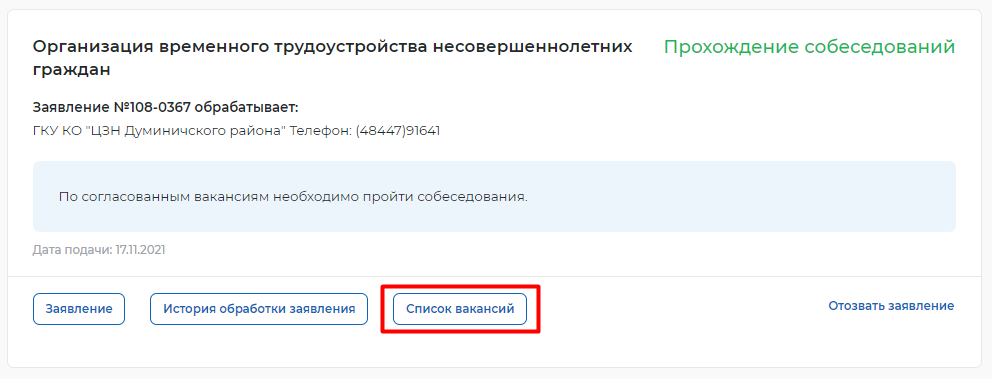 Организация временного трудоустройства несовершеннолетних
граждан
Прохождение собеседований
Заявление №108-0367 обрабатывает:
ГКУ КО "ЦЗН Думиничского района" Телефон: (48447)91641
По согласованным вакансиям необходимо пройти собеседования.
Дата подачи: 17.11.2021
Заявление
История обработки заявления
Список вакансий
Отозвать заявление